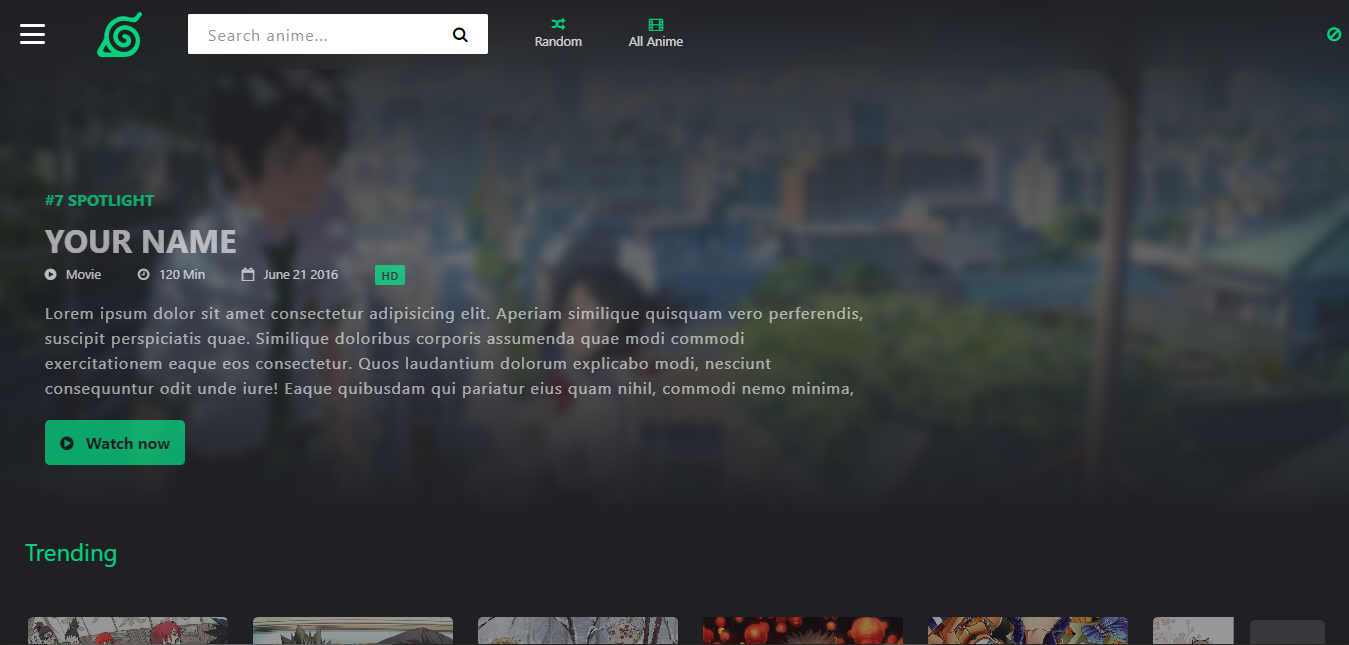 Search anime...
Random
All Anime
#7 SPOTLIGHT
YOUR NAME
Movie 120 Min June 21 2016 HD
Lorem ipsum dolor sit amet consectetur adipisicing elit. Aperiam similique quisquam vero perferendis,
suscipit perspiciatis quae. Similique doloribus corporis assumenda quae modi commodi
exercitationem eaque eos consectetur. Quos laudantium dolorum explicabo modi, nesciunt
consequuntur odit unde iure! Eaque quibusdam qui pariatur eius quam nihil, commodi nemo minima,
Watch now
Trending